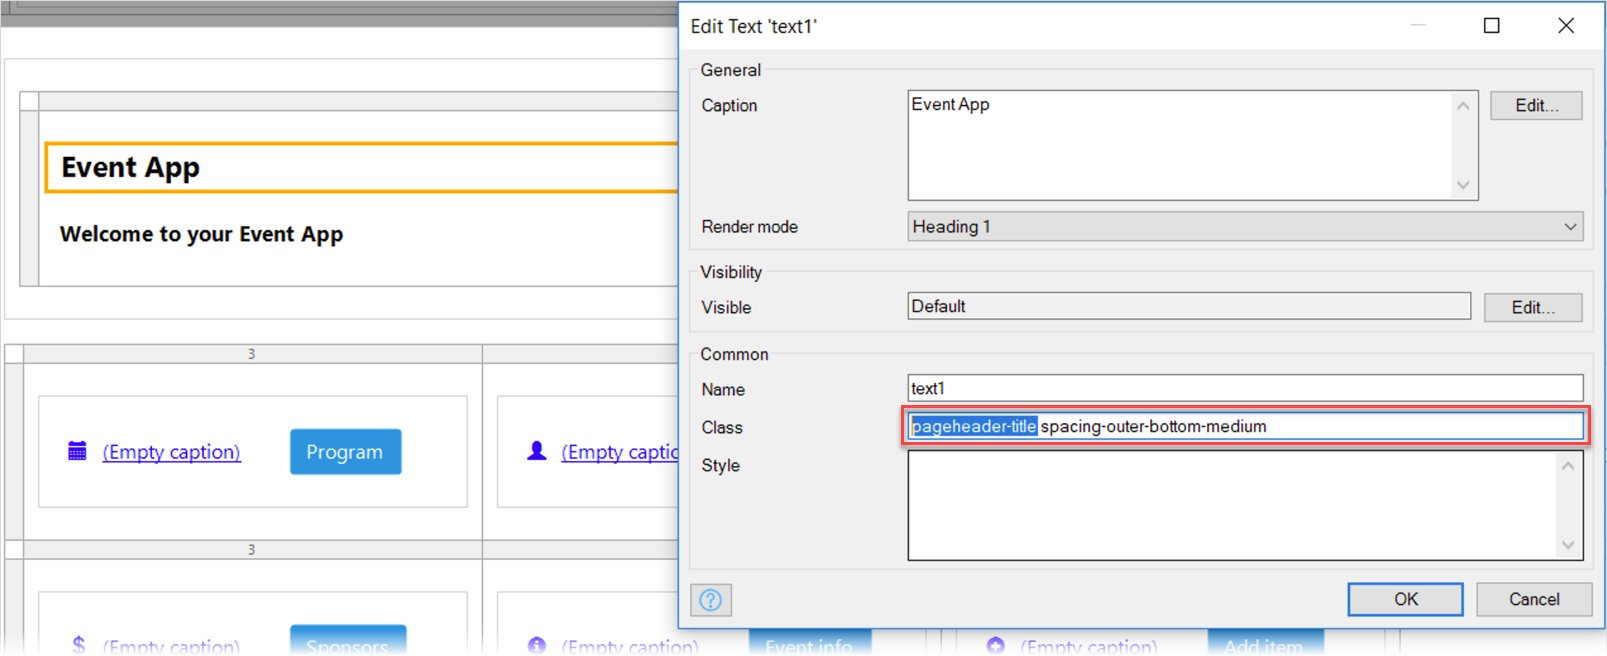 Edit Text 'text1'
General
Caption
Event App
Edit...
Render mode
Heading 1
Visibility
Visible
Default
Edit...
Common
Name
text1
Class
pageheader-title spacing-outer-bottom-medium
Style
OK
Cancel
Event App
Welcome to your Event App
3
(Empty caption)
Program
(Empty captio
3
(Empty caption)
Sponsors
(Empty caption)
Event info
(Empty caption)
Add item